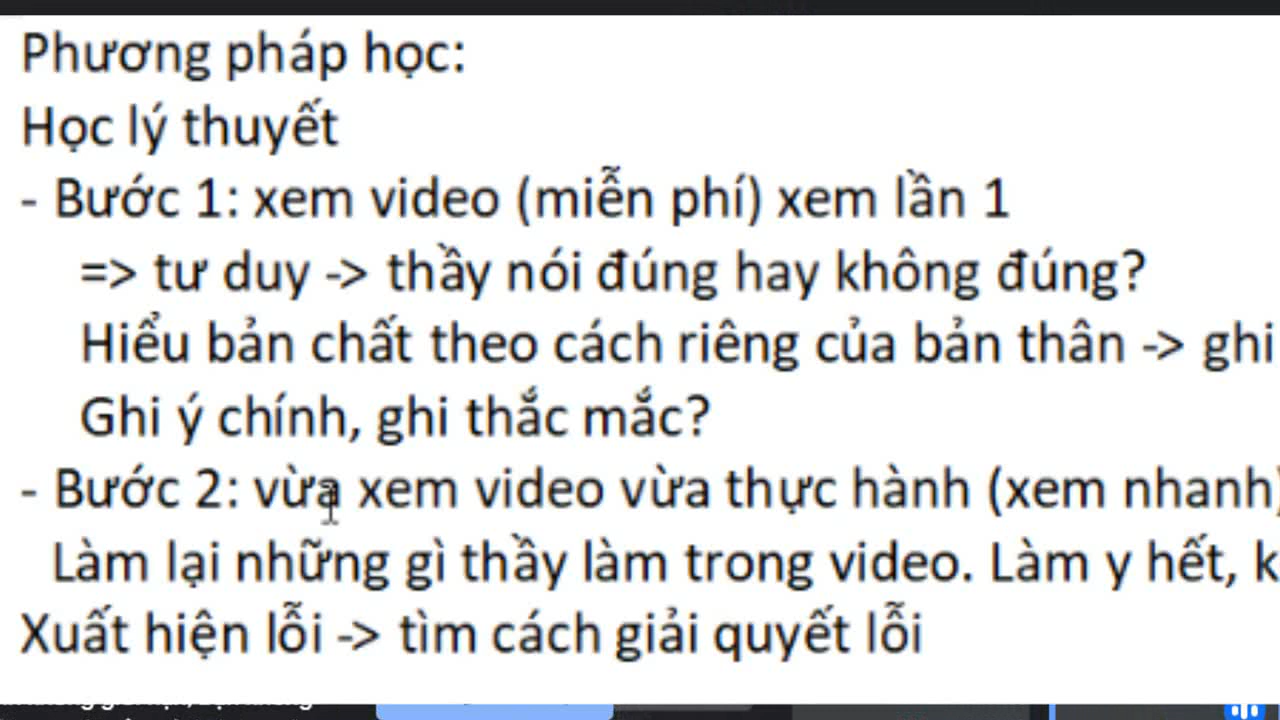 Phương pháp học:
Học lý thuyết
- Bước 1: xem video (miễn phí) xem lần 1
=> tư duy -> thầy nói đúng hay không đúng?
Hiểu bản chất theo cách riêng của bản thân -> ghi
Ghi ý chính, ghi thắc mắc?
- Bước 2: vừa xem video vừa thực hành (xem nhanh)
Làm lại những gì thầy làm trong video. Làm y hết, k
Xuất hiện lỗi -> tìm cách giải quyết lỗi